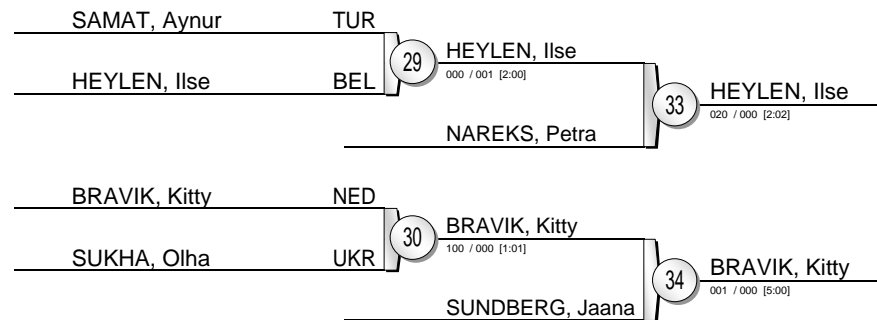 SAMAT, Aynur TUR
29
HEYLEN, Ilse
000 / 001 [2:00]
HEYLEN, Ilse BEL
33
HEYLEN, Ilse
020 / 000 [2:02]
NAREKS, Petra
BRAVIK, Kitty NED
30
BRAVIK, Kitty
100 / 000 [1:01]
SUKHA, Olha UKR
34
BRAVIK, Kitty
001 / 000 [5:00]
SUNDBERG, Jaana